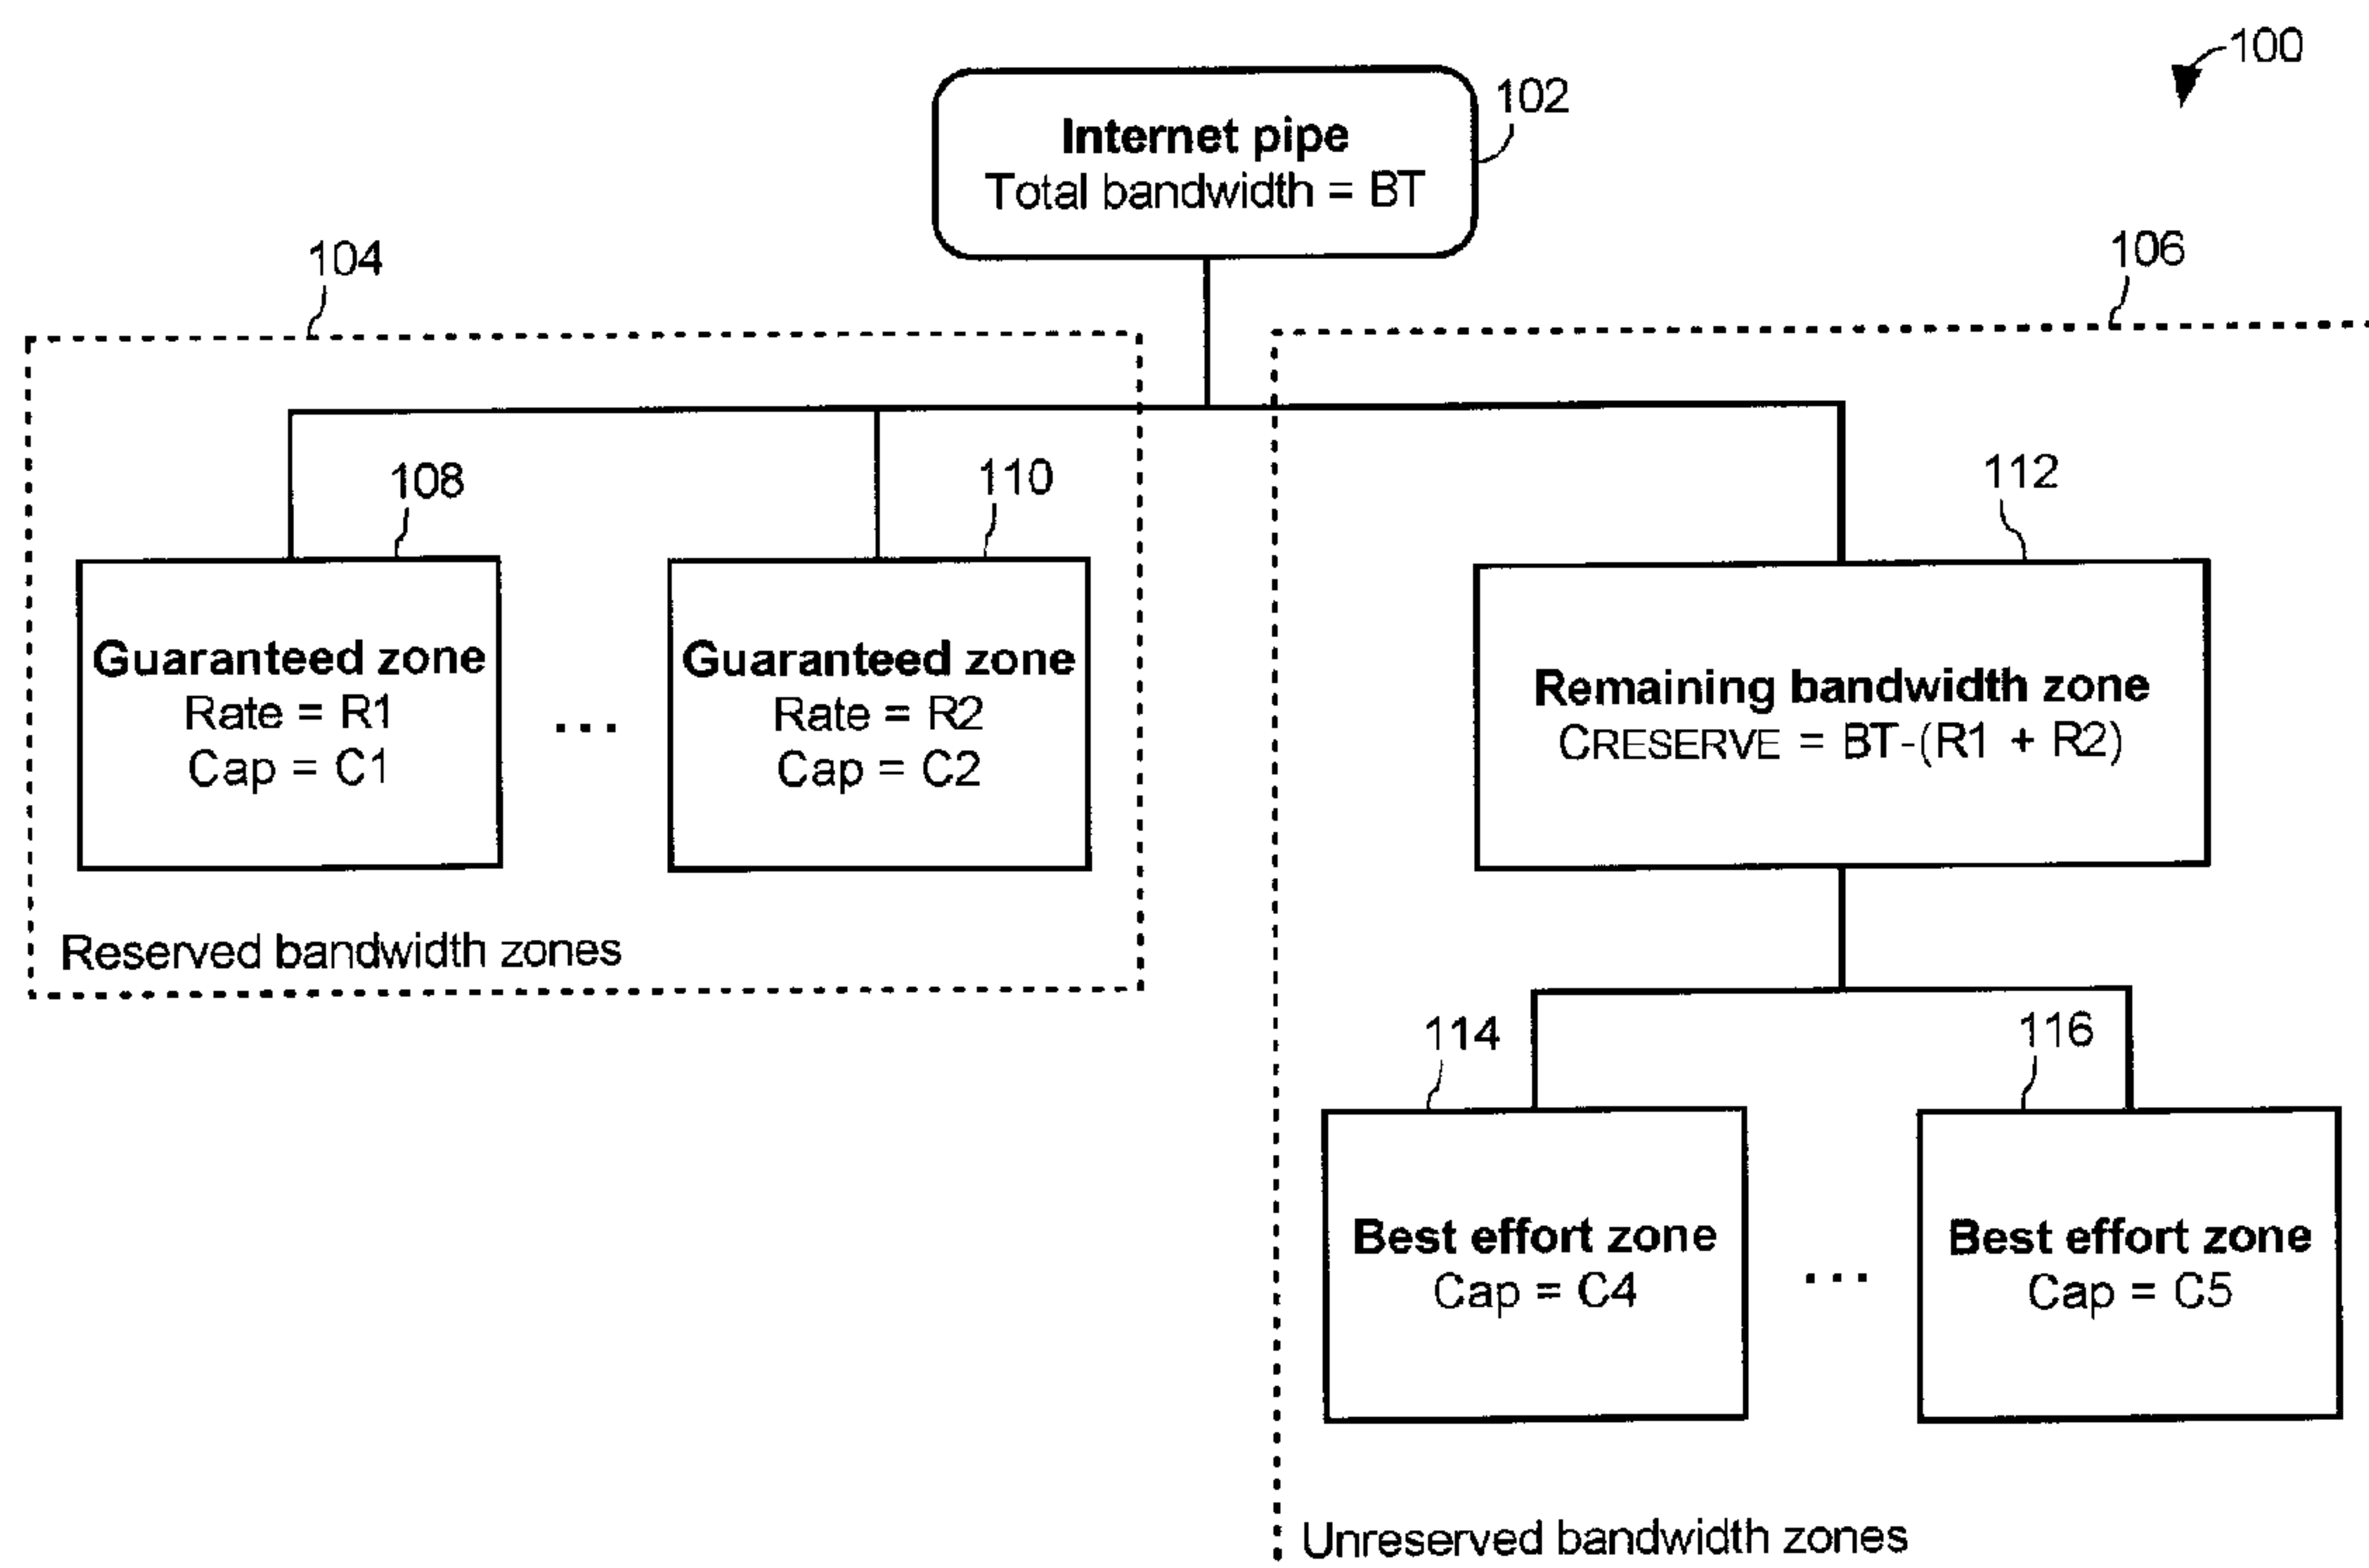 100
102
Internet pipe
Total bandwidth = BT
104
106
108
110
112
Guaranteed zone
Rate = R1
Cap = C1
...
Guaranteed zone
Rate = R2
Cap = C2
Remaining bandwidth zone
CRESERVE = BT-(R1 + R2)
Reserved bandwidth zones
114
116
Best effort zone
Cap = C4
...
Best effort zone
Cap = C5
Unreserved bandwidth zones